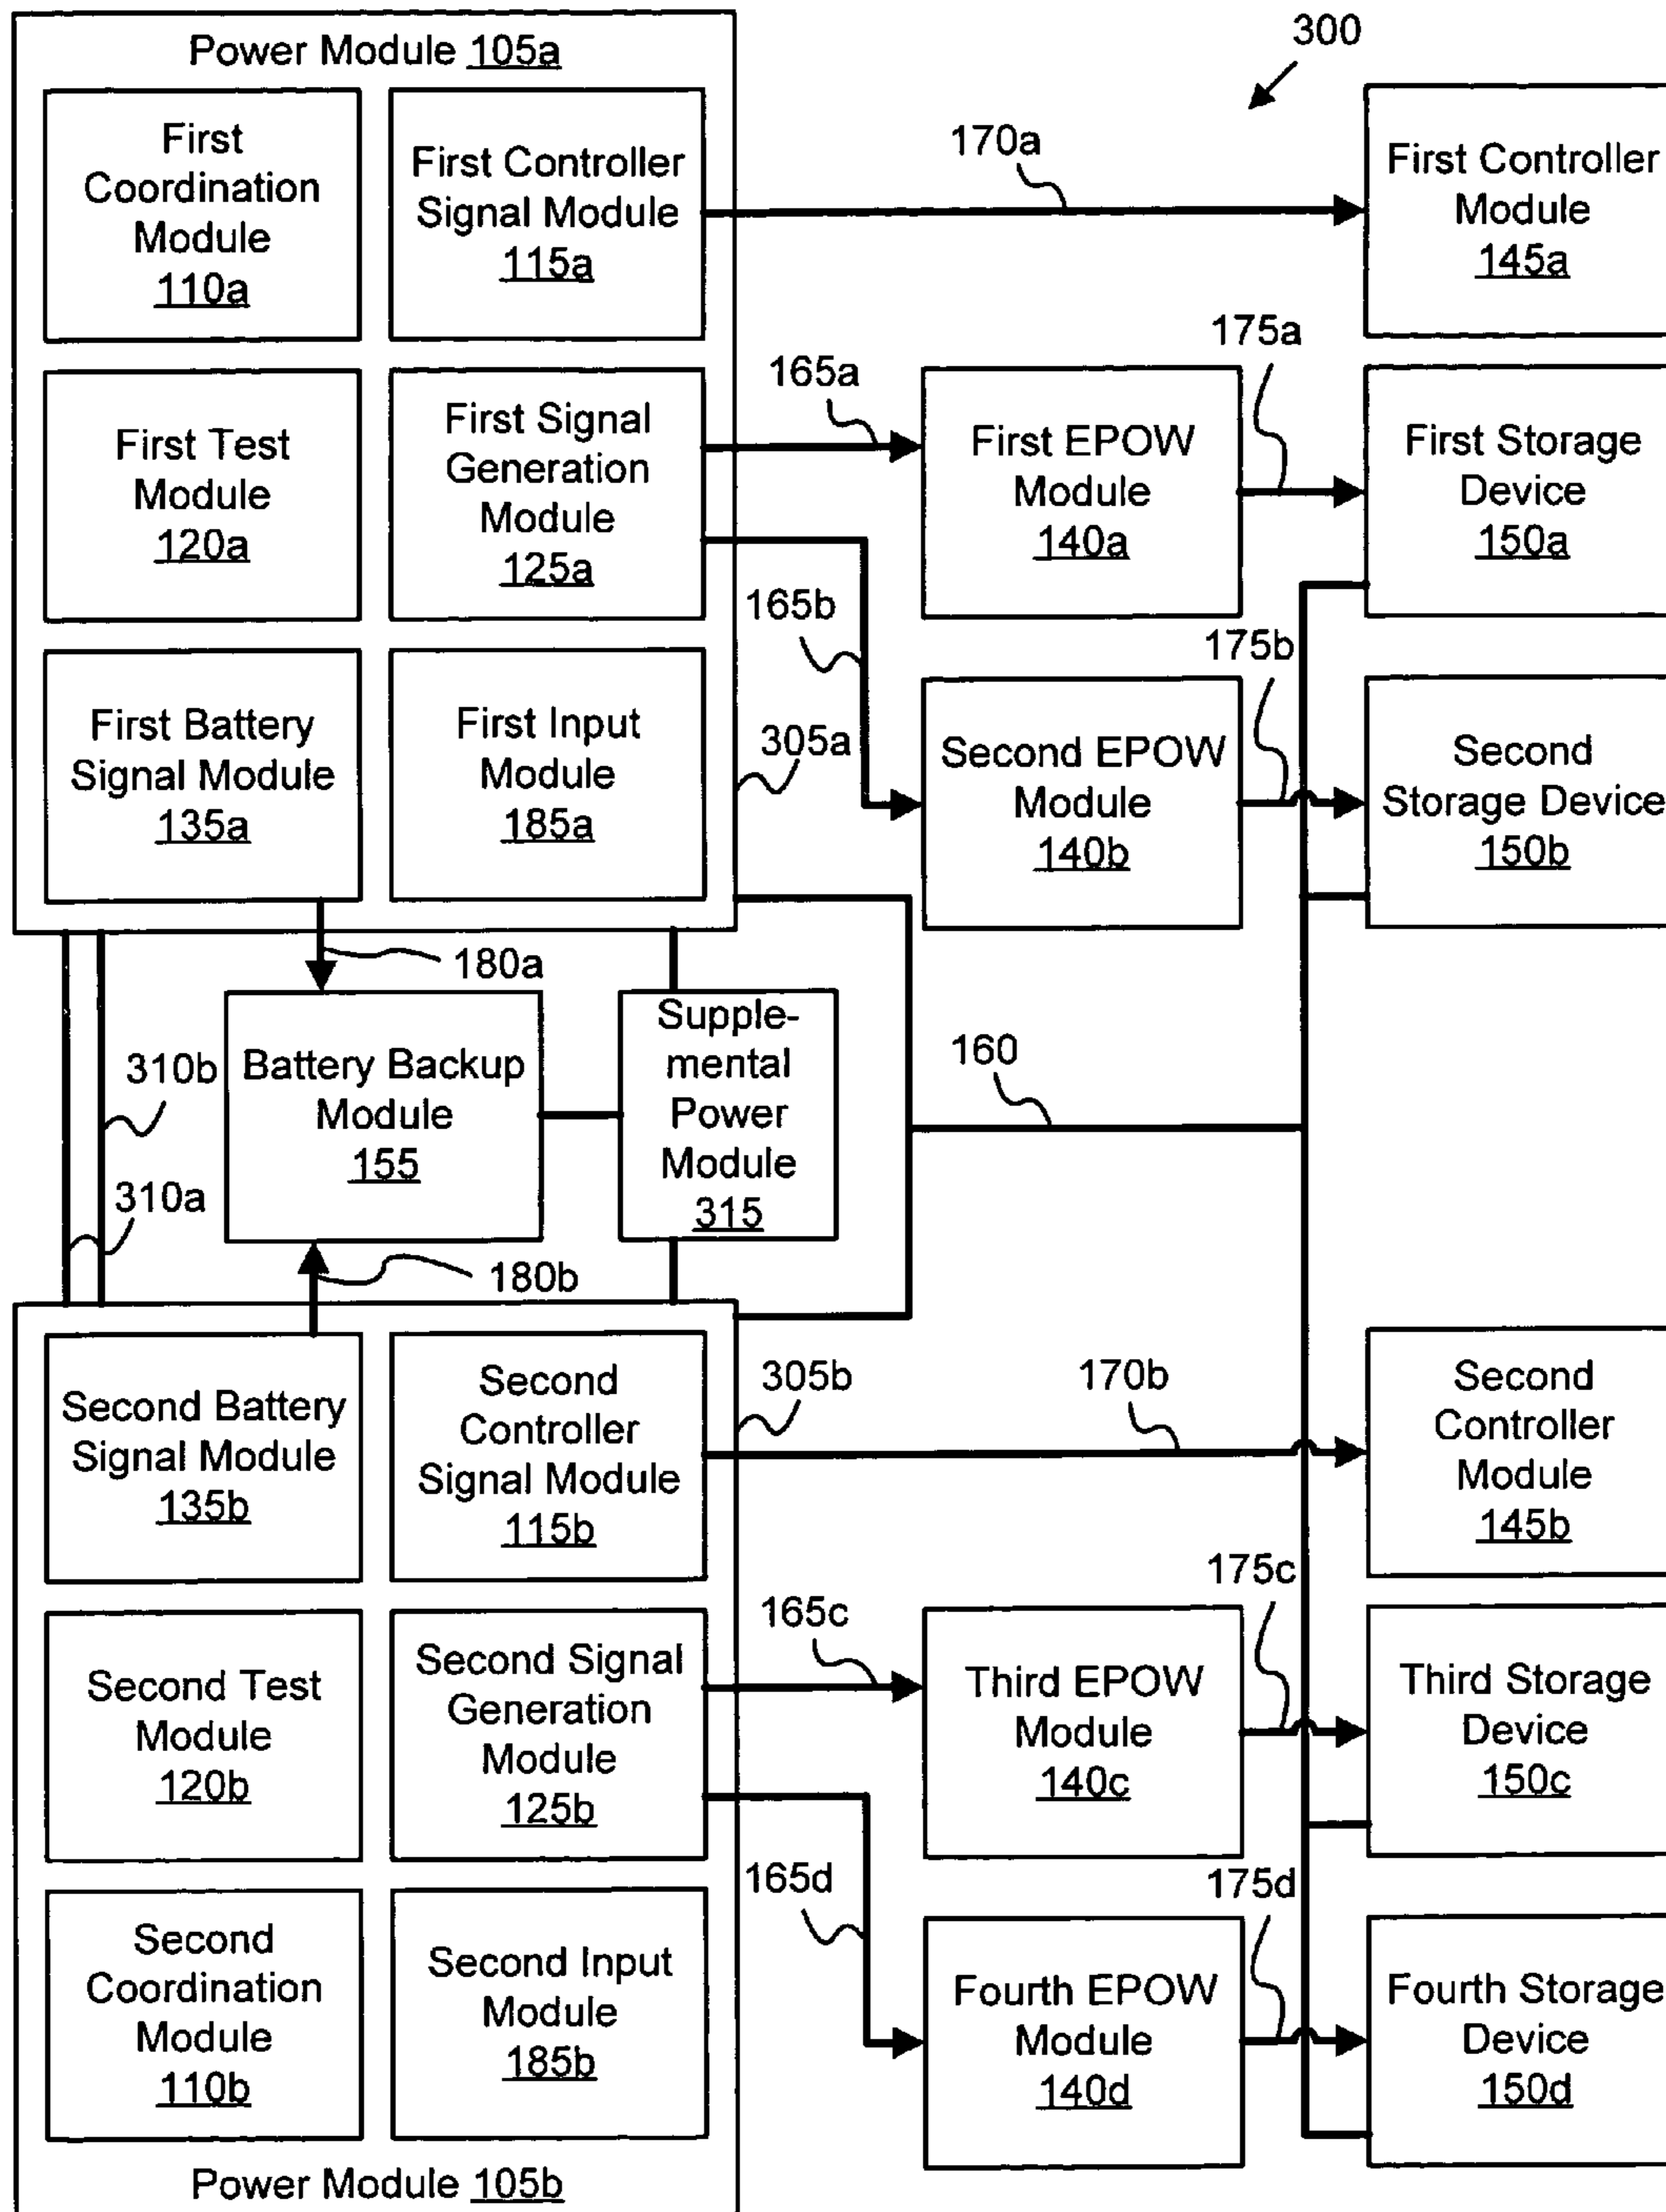 Power Module 105a
300
First
Coordination
Module
110a
First Controller
Signal Module
115a
170a
First Controller
Module
145a
First Test
Module
120a
First Signal
Generation
Module
125a
165a
First EPOW
Module
140a
175a
First Storage
Device
150a
165b
First Battery
Signal Module
135a
First Input
Module
185a
305a
Second EPOW
Module
140b
175b
Second
Storage Device
150b
180a
310b
310a
Battery Backup
Module
155
Supple-
mental
Power
Module
315
160
180b
Second Battery
Signal Module
135b
Second
Controller
Signal Module
115b
305b
170b
Second
Controller
Module
145b
Second Test
Module
120b
Second Signal
Generation
Module
125b
165c
Third EPOW
Module
140c
175c
Third Storage
Device
150c
165d
Second
Coordination
Module
110b
Second Input
Module
185b
Fourth EPOW
Module
140d
175d
Fourth Storage
Device
150d
Power Module 105b